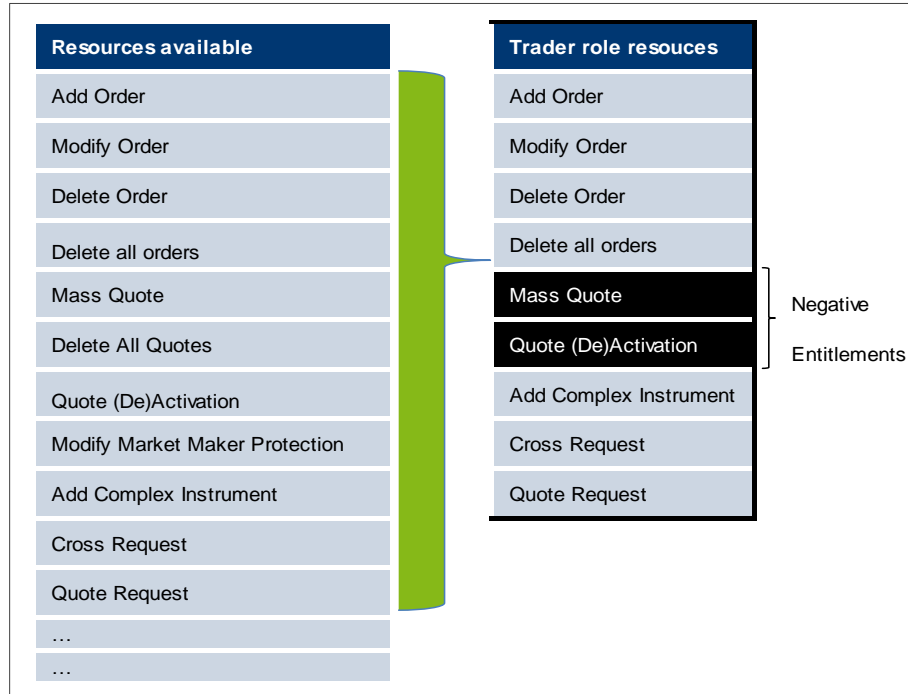 Resources available
Add Order
Modify Order
Delete Order
Delete all orders
Mass Quote
Delete All Quotes
Quote (De)Activation
Modify Market Maker Protection
Add Complex Instrument
Cross Request
Quote Request
…
…
Trader role resouces
Add Order
Modify Order
Delete Order
Delete all orders
Mass Quote
Quote (De)Activation
Add Complex Instrument
Cross Request
Quote Request
Negative
Entitlements